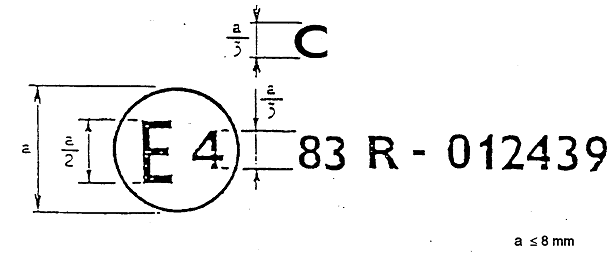 a/3 C
a/3
a a/2 E 4 83 R - 012439
a ≤ 8 mm